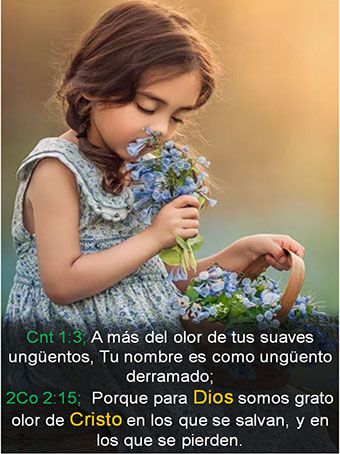 Cnt 1:3; A más del olor de tus suaves
ungüentos, Tu nombre es como ungüento
derramado;
2Co 2:15;  Porque para Dios somos grato
olor de Cristo en los que se salvan, y en
los que se pierden.